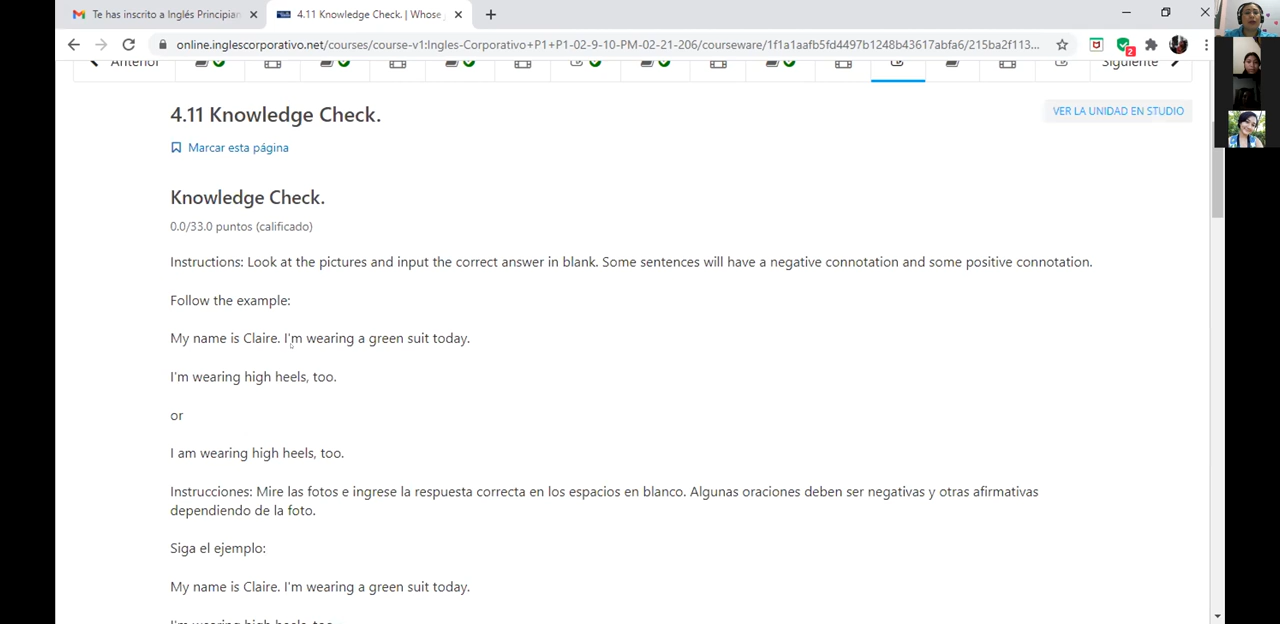 Te has inscrito a Inglés Principian
4.11 Knowledge Check. | Whose
online.inglescorporativo.net/courses/course-v1:Ingles-Corporativo+P1+P1-02-9-10-PM-02-21-206/courseware/1f1a1aafb5fd4497b1248b43617abfa6/215ba2f113...
2
Anterior
Siguiente
4.11 Knowledge Check.
VER LA UNIDAD EN STUDIO
Marcar esta página
Knowledge Check.
0.0/33.0 puntos (calificado)
Instructions: Look at the pictures and input the correct answer in blank. Some sentences will have a negative connotation and some positive connotation.
Follow the example:
My name is Claire. I'm wearing a green suit today.
I'm wearing high heels, too.
or
I am wearing high heels, too.
Instrucciones: Mire las fotos e ingrese la respuesta correcta en los espacios en blanco. Algunas oraciones deben ser negativas y otras afirmativas
dependiendo de la foto.
Siga el ejemplo:
My name is Claire. I'm wearing a green suit today.
I'm wearing high heels, too.